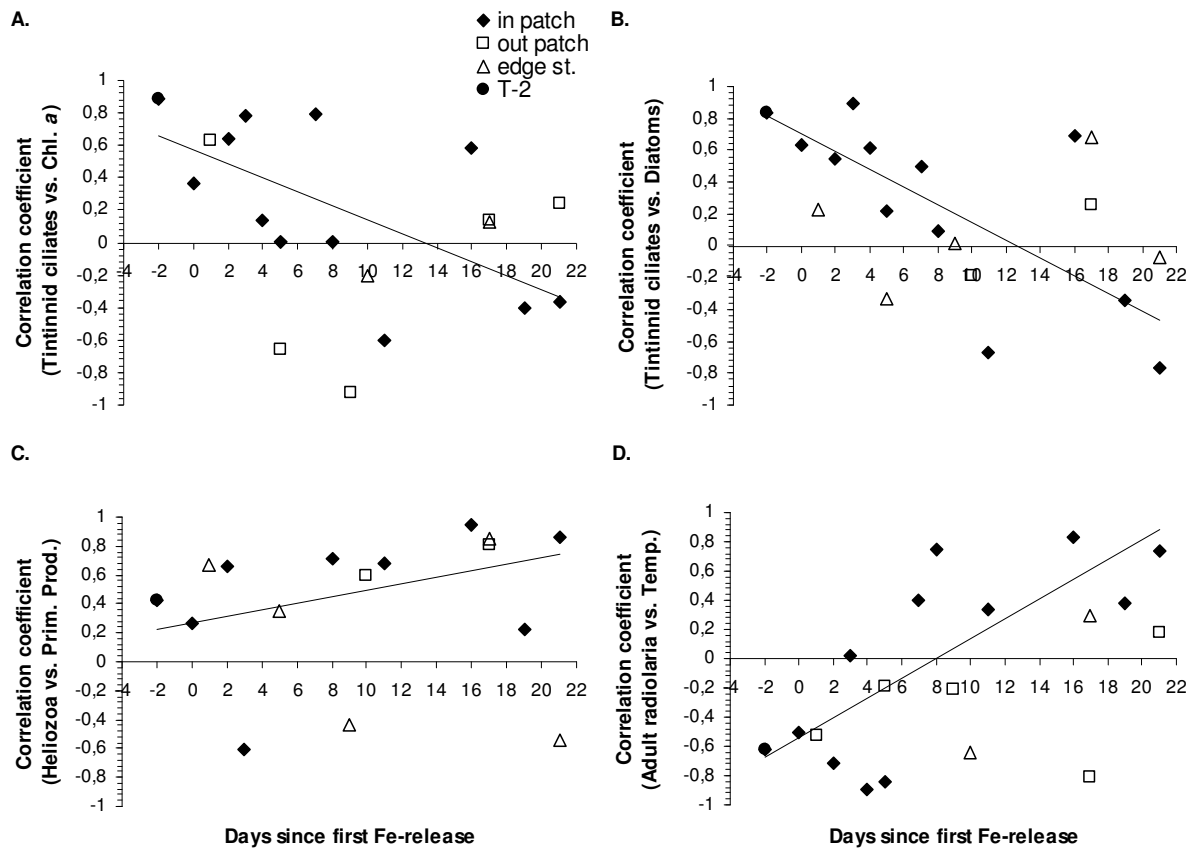 A.
in patch
out patch
edge st.
T-2
B.
Correlation coefficient
(Tintinnid ciliates vs. Chl. a)
1
0,8
0,6
0,4
0,2
0
-0,2
-0,4
-0,6
-0,8
-1
-4 -2 0 2 4 6 8 10 12 14 16 18 20 22
Correlation coefficient
(Tintinnid ciliates vs. Diatoms)
1
0,8
0,6
0,4
0,2
0
-0,2
-0,4
-0,6
-0,8
-1
-4 -2 0 2 4 6 8 10 12 14 16 18 20 22
C.
D.
Correlation coefficient
(Heliozoa vs. Prim. Prod.)
1
0,8
0,6
0,4
0,2
0
-0,2
-0,4
-0,6
-0,8
-1
-4 -2 0 2 4 6 8 10 12 14 16 18 20 22
Days since first Fe-release
Correlation coefficient
(Adult radiolaria vs. Temp.)
1
0,8
0,6
0,4
0,2
0
-0,2
-0,4
-0,6
-0,8
-1
-4 -2 0 2 4 6 8 10 12 14 16 18 20 22
Days since first Fe-release